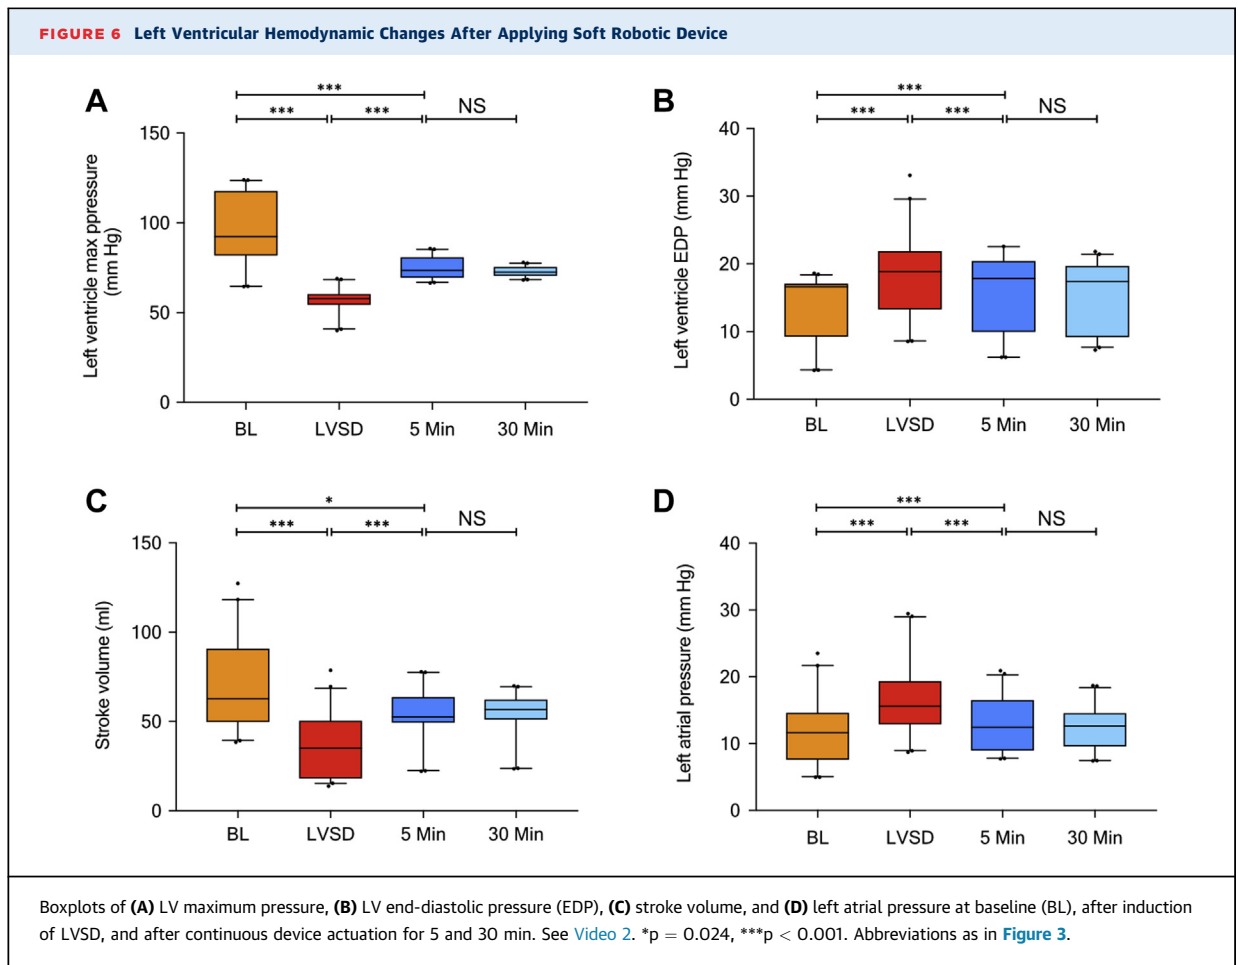 FIGURE 6 Left Ventricular Hemodynamic Changes After Applying Soft Robotic Device
A
***
*** *** NS
Left ventricle max ppressure
(mm Hg)
150
100
50
0
BL LVSD 5 Min 30 Min
B
***
*** *** NS
Left ventricle EDP (mm Hg)
40
30
20
10
0
BL LVSD 5 Min 30 Min
C
*
*** *** NS
Stroke volume (ml)
150
100
50
0
BL LVSD 5 Min 30 Min
D
***
*** *** NS
Left atrial pressure (mm Hg)
40
30
20
10
0
BL LVSD 5 Min 30 Min
Boxplots of (A) LV maximum pressure, (B) LV end-diastolic pressure (EDP), (C) stroke volume, and (D) left atrial pressure at baseline (BL), after induction
of LVSD, and after continuous device actuation for 5 and 30 min. See Video 2. *p = 0.024, ***p < 0.001. Abbreviations as in Figure 3.